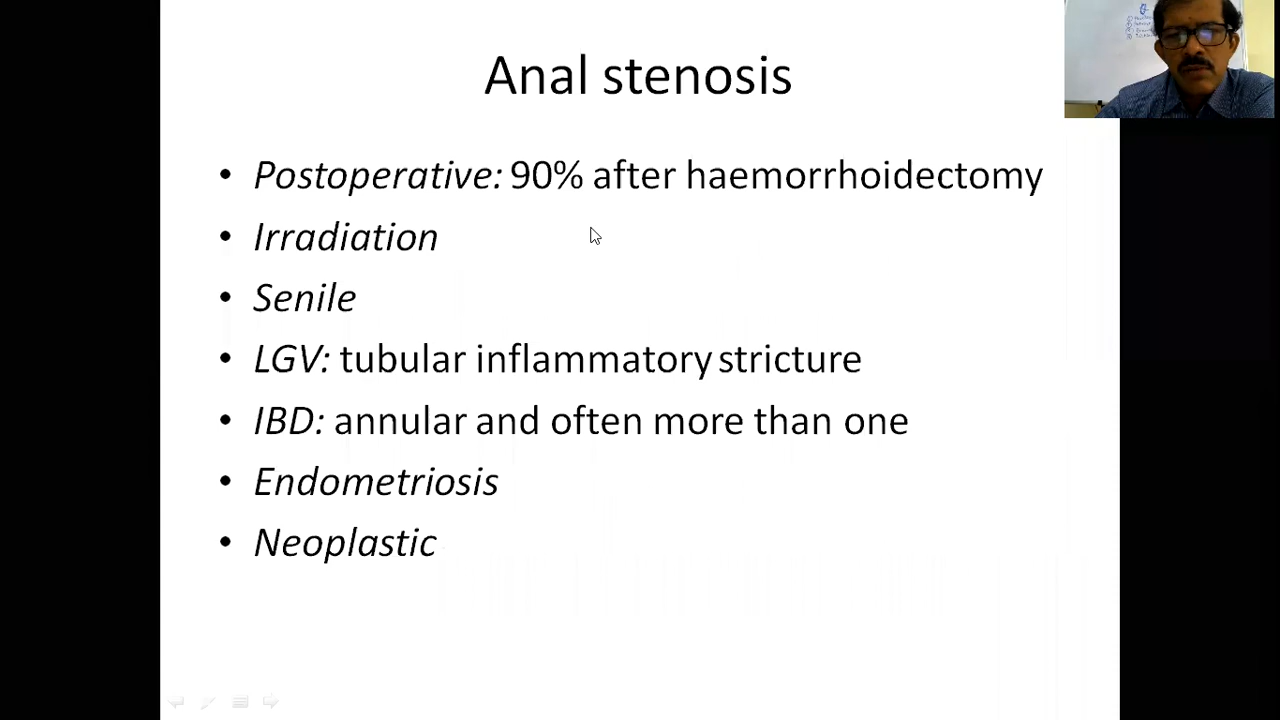 Anal stenosis
• Postoperative: 90% after haemorrhoidectomy
• Irradiation
• Senile
• LGV: tubular inflammatory stricture
• IBD: annular and often more than one
• Endometriosis
• Neoplastic